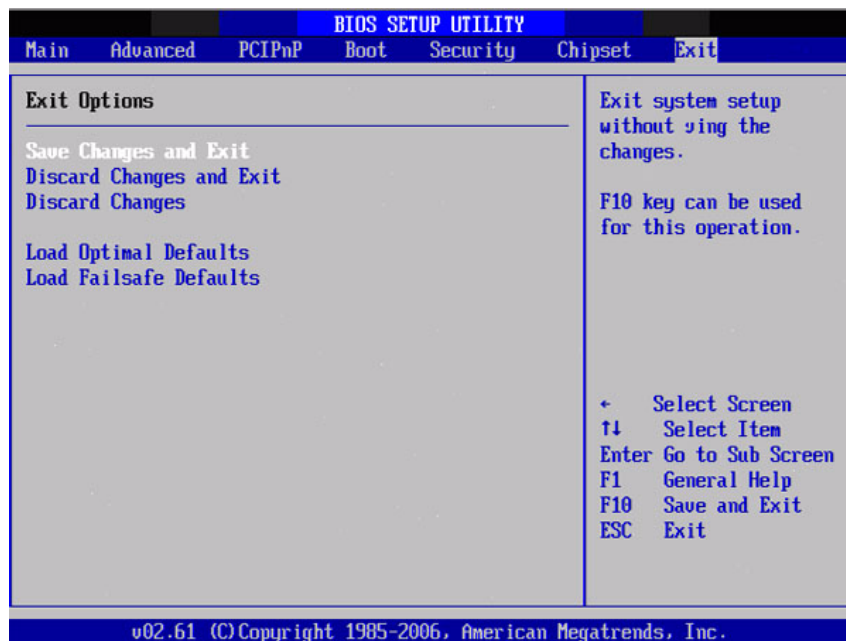 BIOS SETUP UTILITY
Main Advanced PCIPnP Boot Security Chipset Exit
Exit Options
Save Changes and Exit
Discard Changes and Exit
Discard Changes
Load Optimal Defaults
Load Failsafe Defaults
Exit system setup
without the
changes.
F10 key can be used
for this operation.
← Select Screen
↑↓ Select Item
Enter Go to Sub Screen
F1 General Help
F10 Save and Exit
ESC Exit
v02.61 (C)Copyright 1985-2006, American Megatrends, Inc.